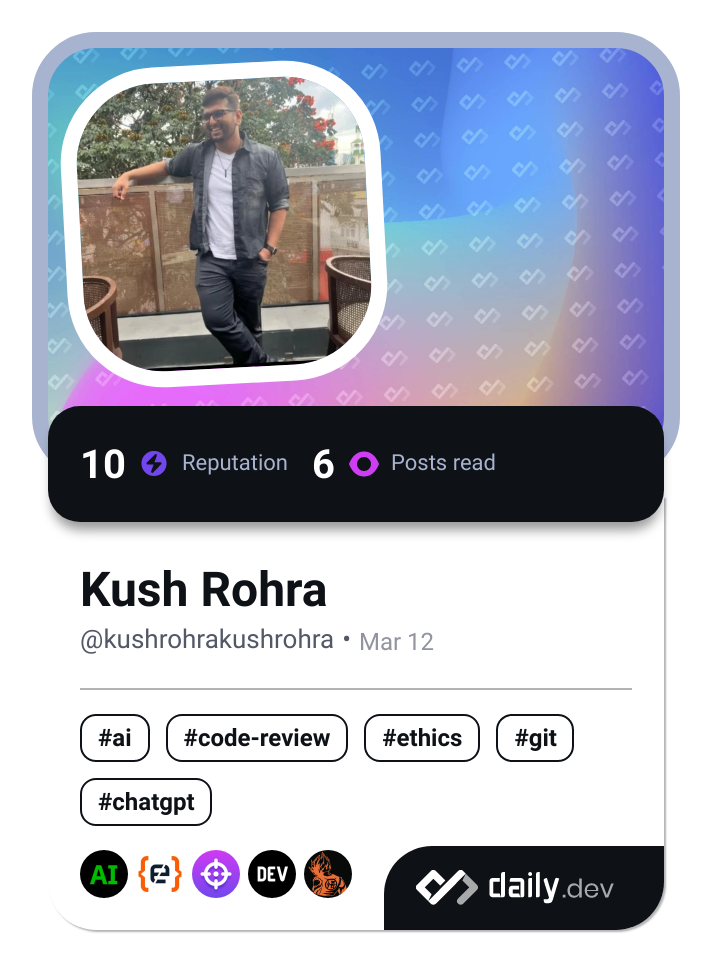 10 Reputation 6 Posts read
Kush Rohra
@kushrohrakushrohra • Mar 12
#ai #code-review #ethics #git
#chatgpt
AI DEV
daily.dev